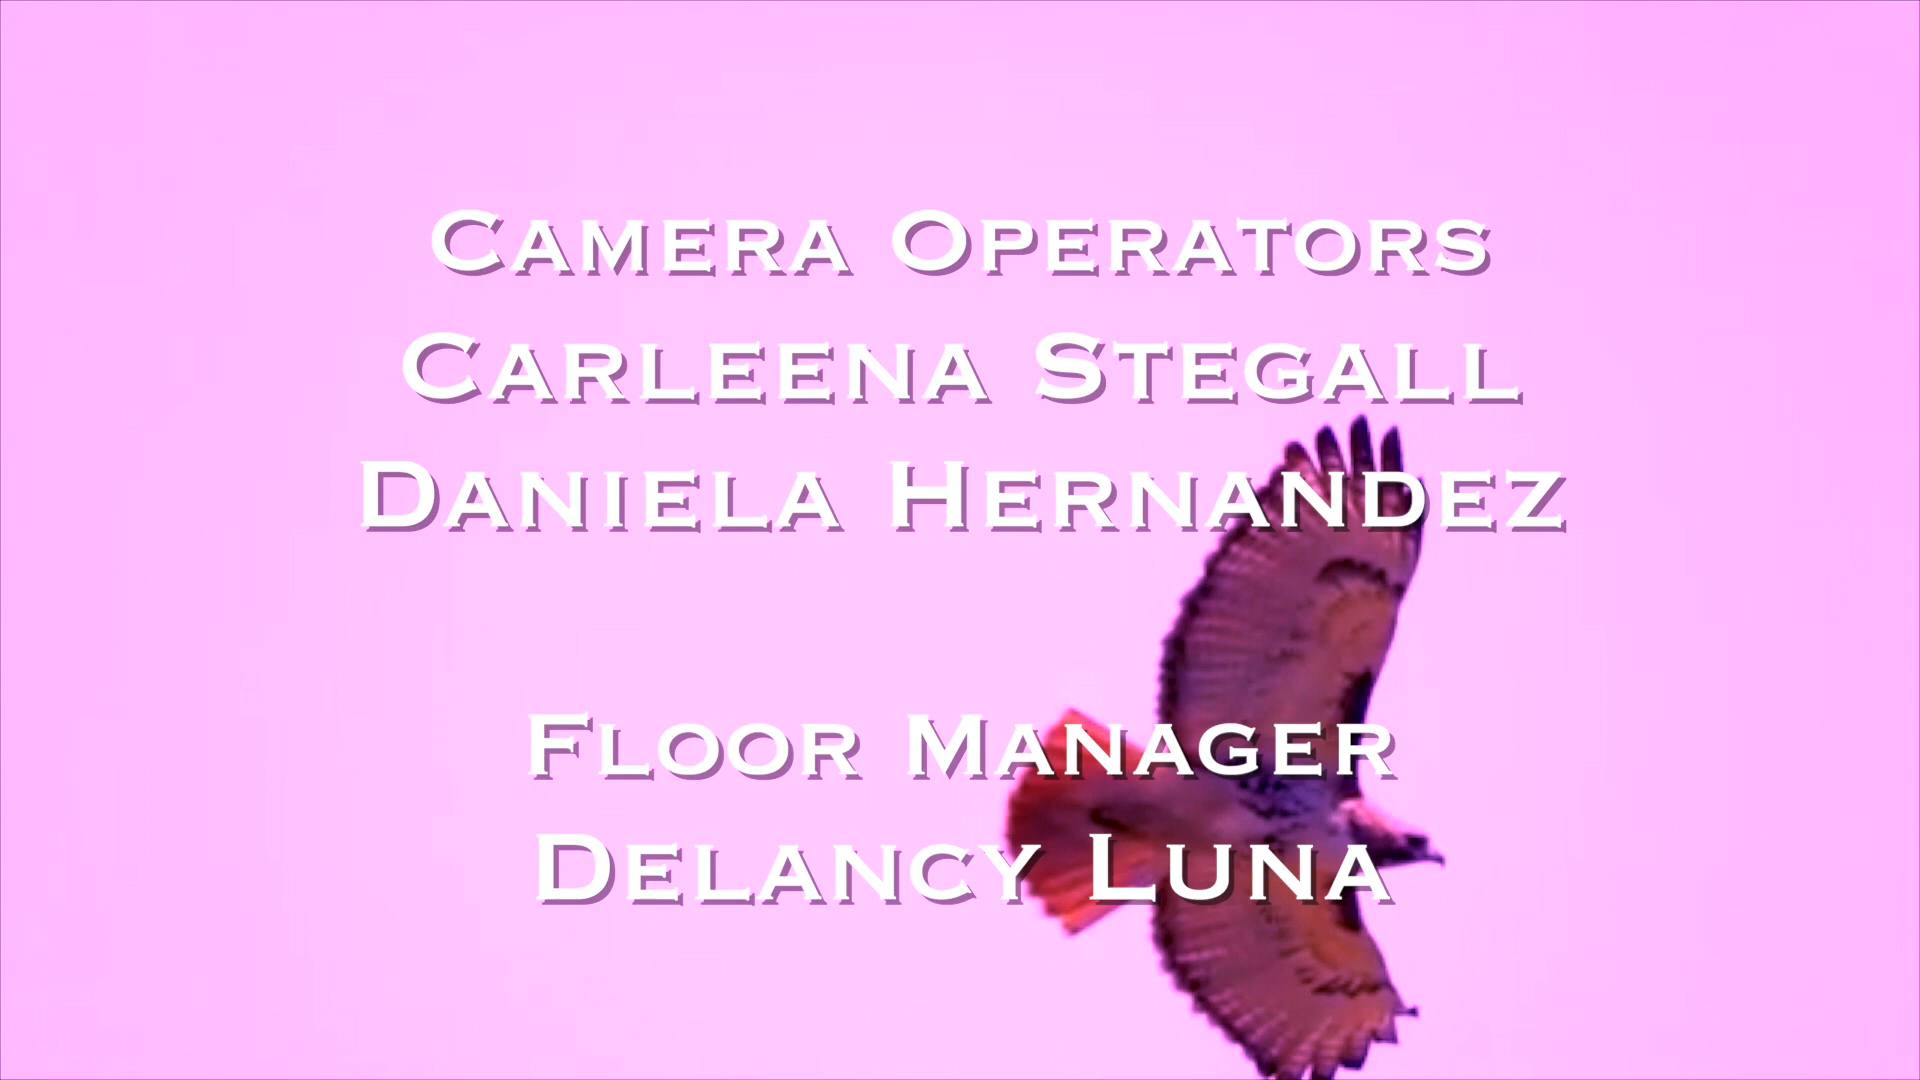 Camera Operators
Carleena Stegall
Daniela Hernandez
Floor Manager
Delancy Luna